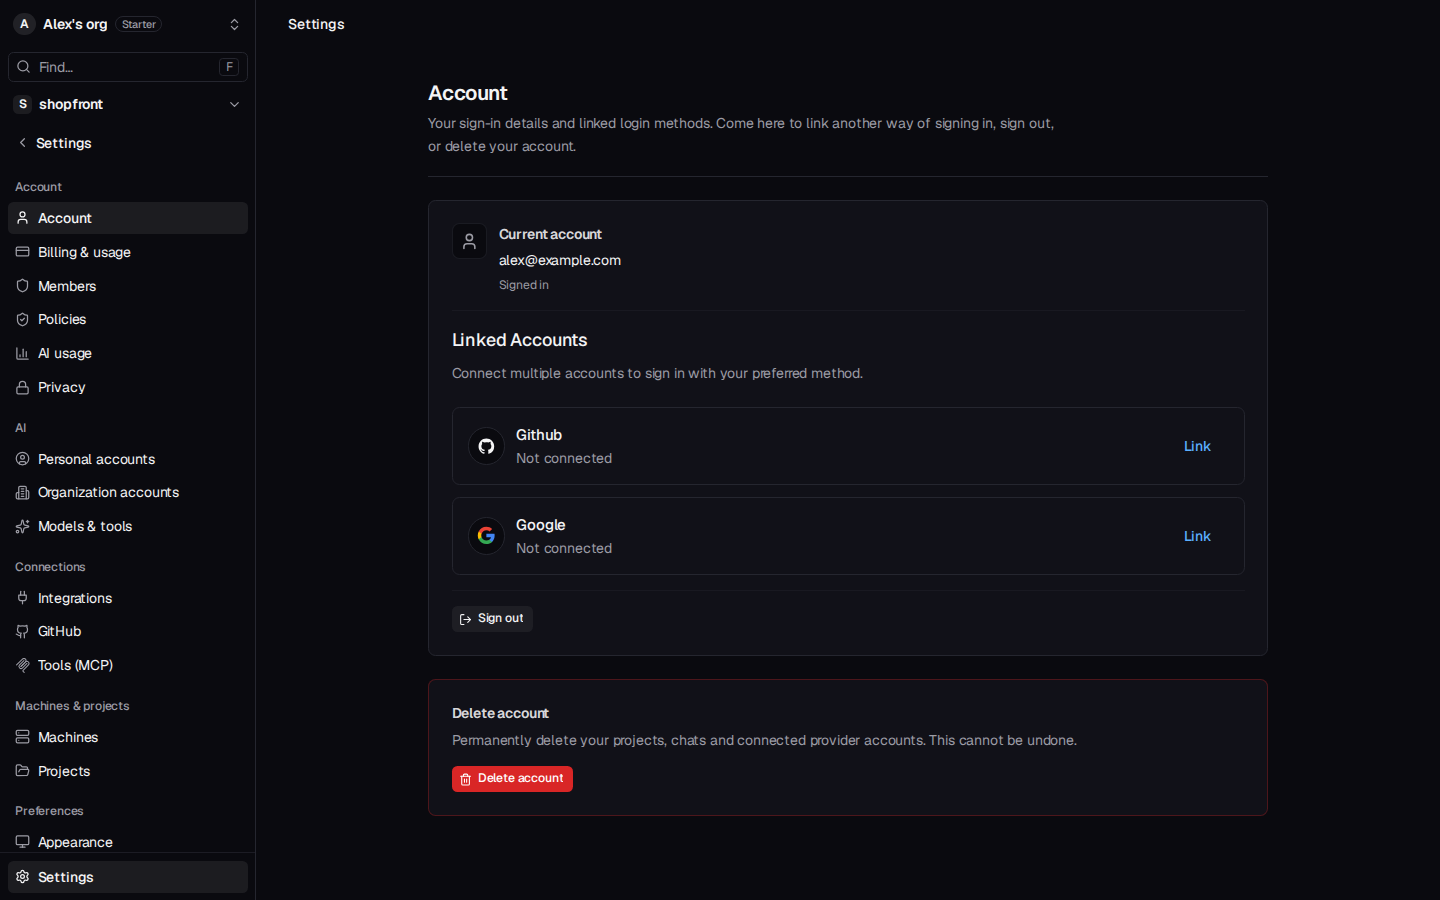 A Alex's org Starter
Find... F
S shopfront
Settings
Account
Account
Billing & usage
Members
Policies
AI usage
Privacy
AI
Personal accounts
Organization accounts
Models & tools
Connections
Integrations
GitHub
Tools (MCP)
Machines & projects
Machines
Projects
Preferences
Appearance
Settings
Settings
Account
Your sign-in details and linked login methods. Come here to link another way of signing in, sign out,
or delete your account.
Current account
alex@example.com
Signed in
Linked Accounts
Connect multiple accounts to sign in with your preferred method.
Github
Not connected
Link
Google
Not connected
Link
Sign out
Delete account
Permanently delete your projects, chats and connected provider accounts. This cannot be undone.
Delete account